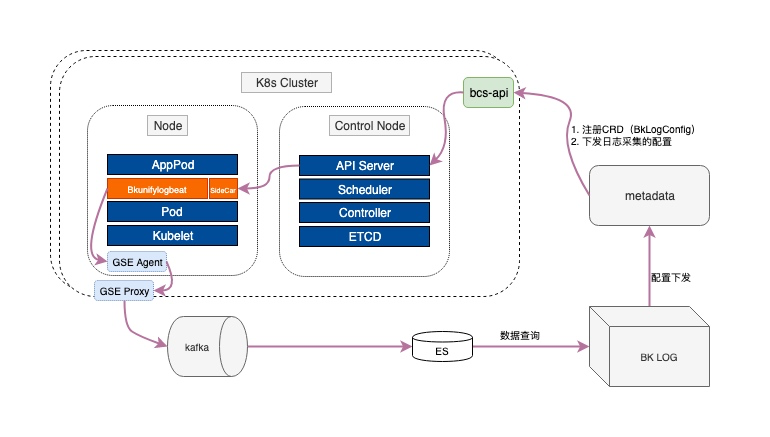 K8s Cluster
bcs-api
Node
Control Node
1. 注册CRD（BkLogConfig）
2. 下发日志采集的配置
AppPod
API Server
Bkunifylogbeat
SideCar
Scheduler
metadata
Pod
Controller
Kubelet
ETCD
GSE Agent
配置下发
GSE Proxy
数据查询
kafka
ES
BK LOG